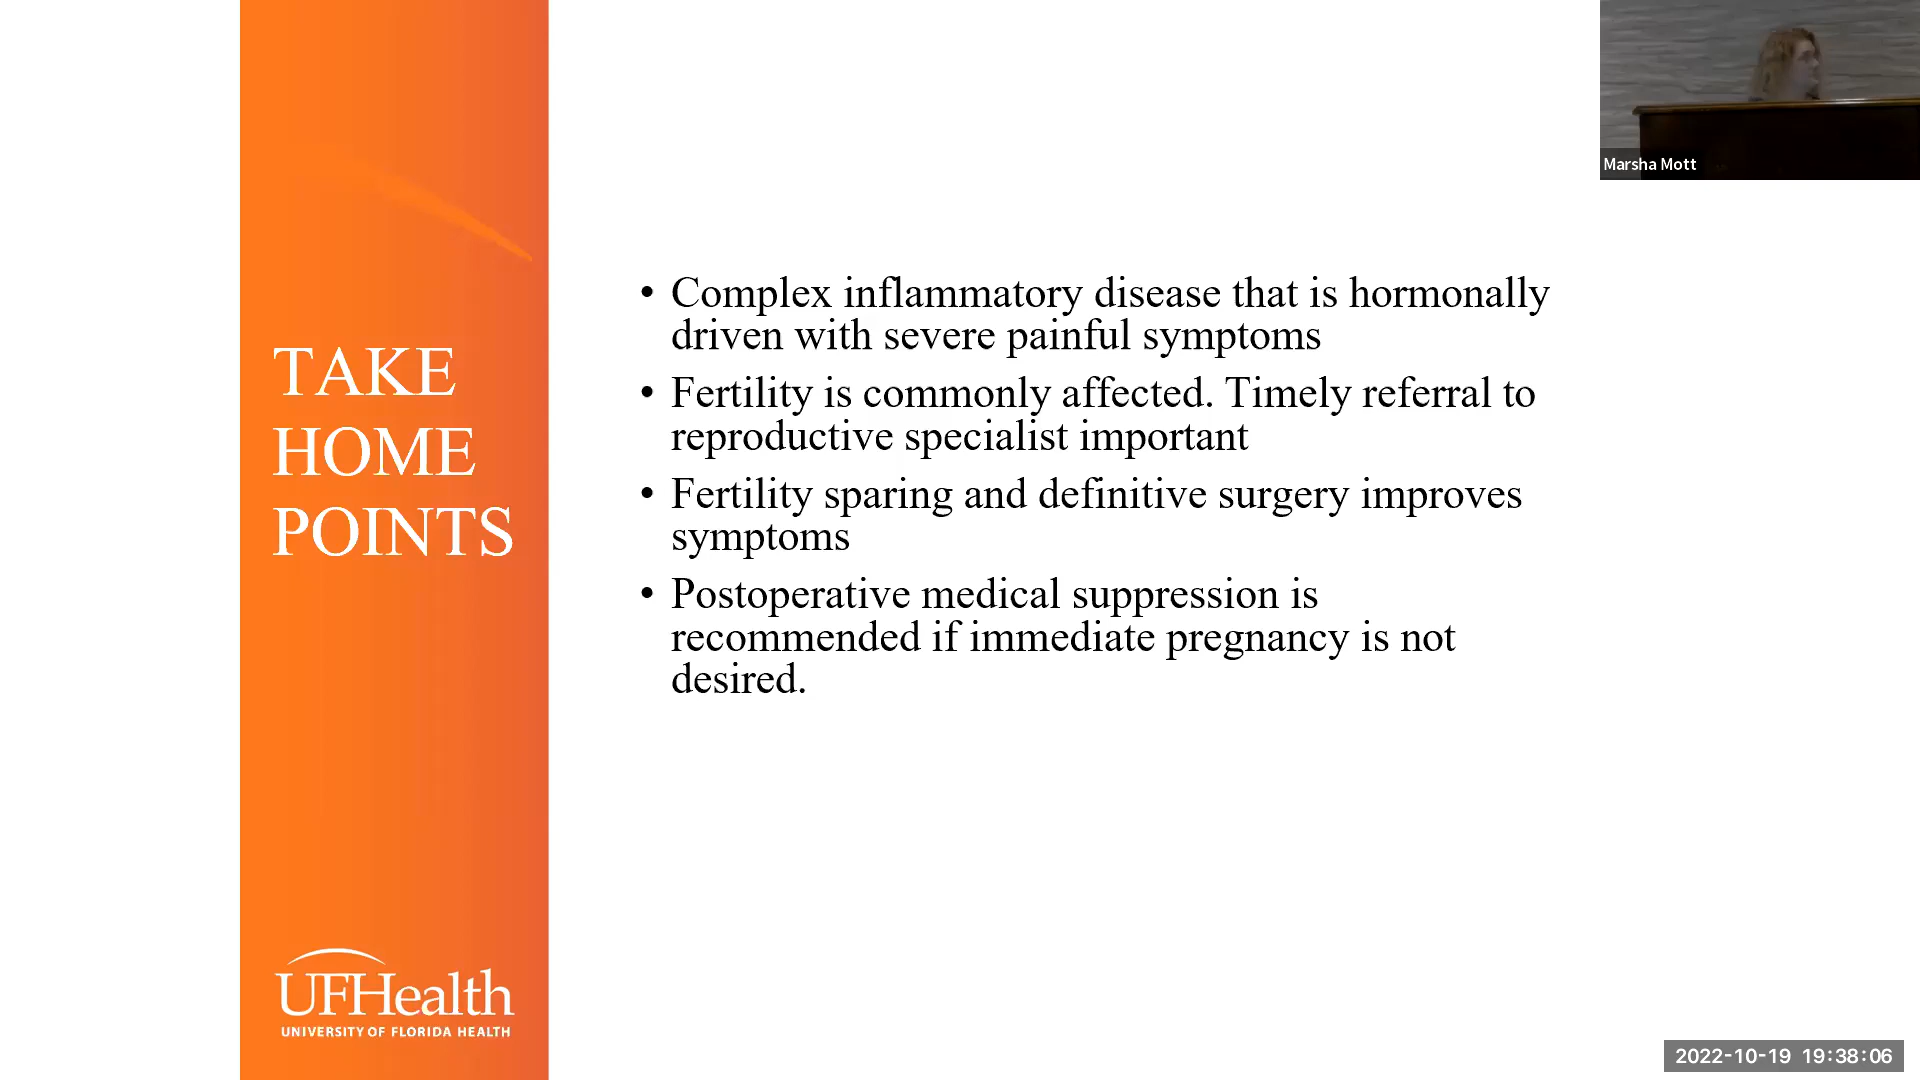 TAKE
HOME
POINTS
• Complex inflammatory disease that is hormonally
driven with severe painful symptoms
• Fertility is commonly affected. Timely referral to
reproductive specialist important
• Fertility sparing and definitive surgery improves
symptoms
• Postoperative medical suppression is
recommended if immediate pregnancy is not
desired.
UFHealth
UNIVERSITY OF FLORIDA HEALTH
Marsha Mott
2022-10-19 19:38:06